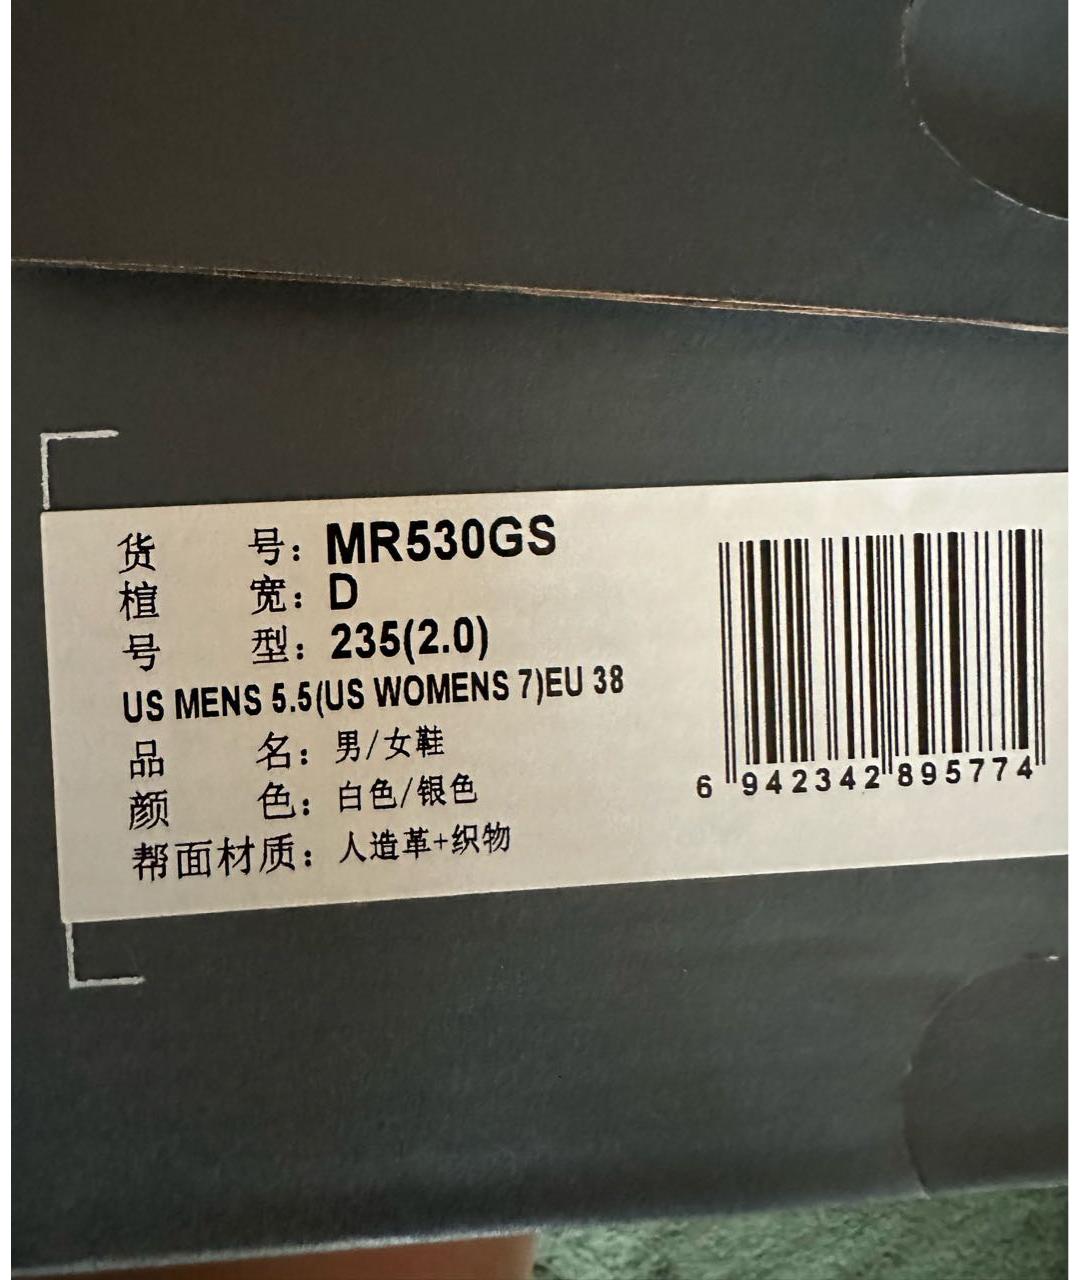 货 号: MR530GS
楦 宽: D
号 型: 235(2.0)
US MENS 5.5(US WOMENS 7)EU 38
品 名: 男/女鞋
颜 色: 白色/银色
帮面材质: 人造革+织物
6 942342 895774